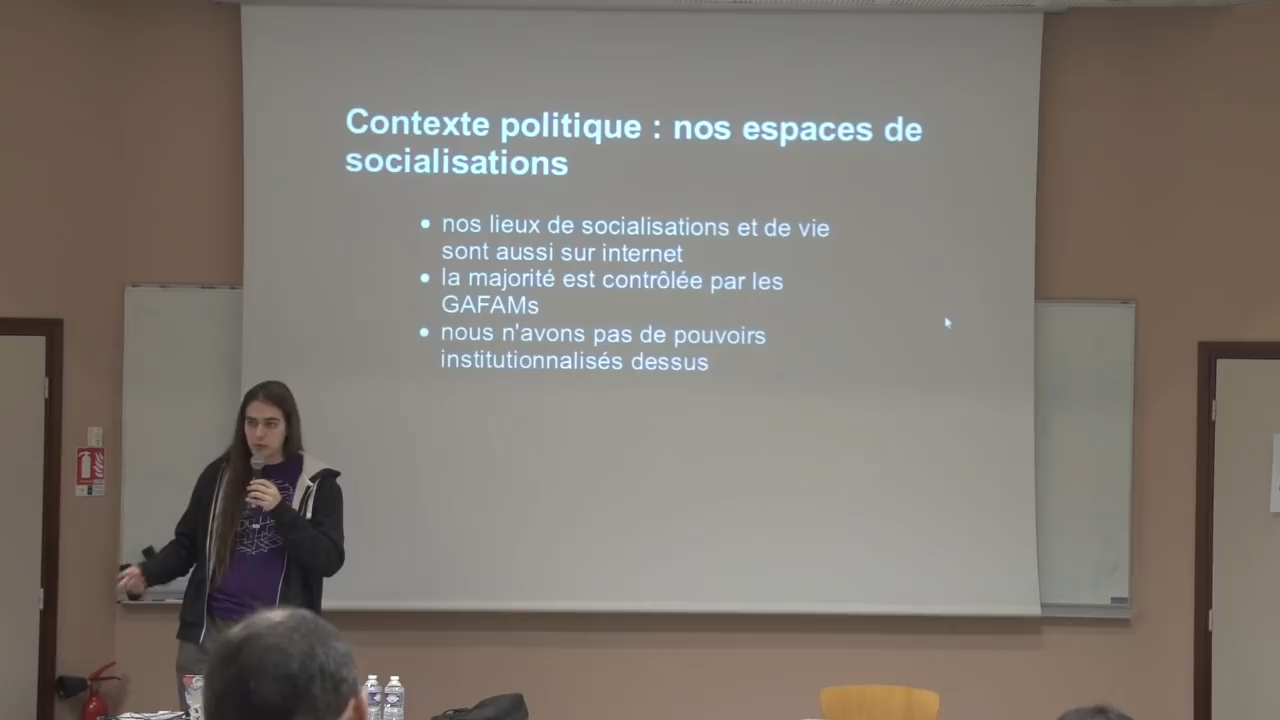 Contexte politique : nos espaces de
socialisations
• nos lieux de socialisations et de vie
sont aussi sur internet
• la majorité est contrôlée par les
GAFAMs
• nous n'avons pas de pouvoirs
institutionnalisés dessus